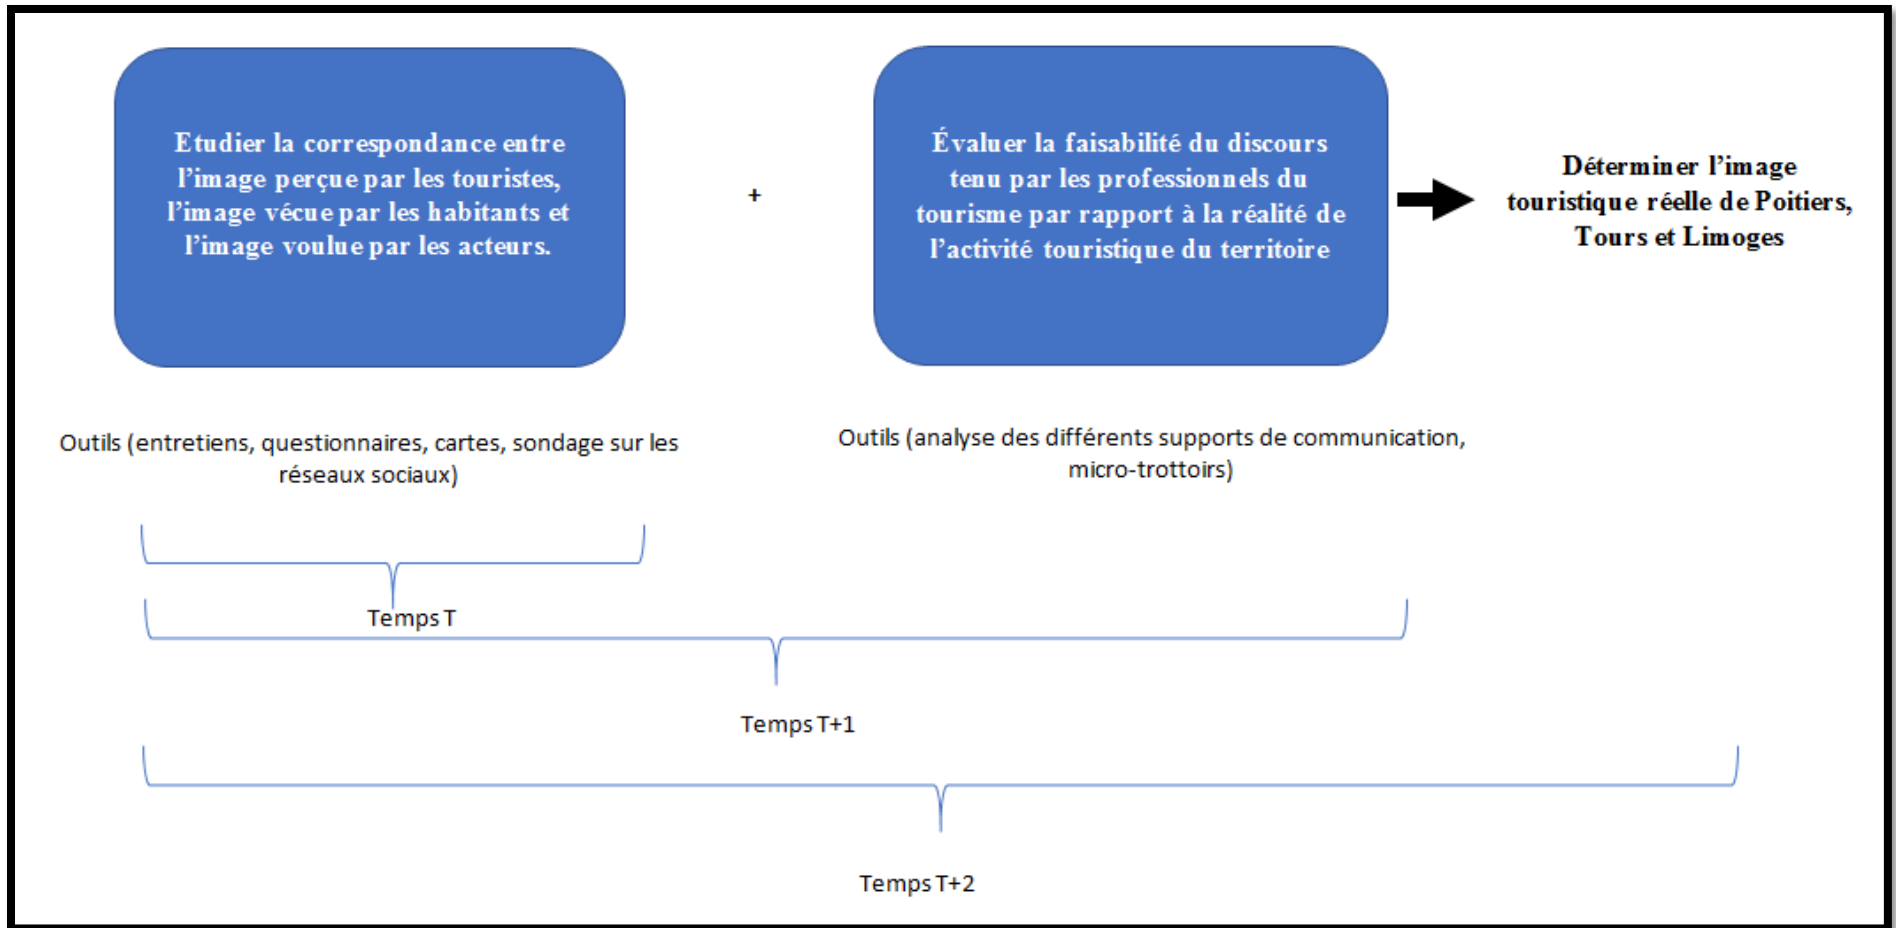 Etudier la correspondance entre
l'image perçue par les touristes,
l'image vécue par les habitants et
l'image voulue par les acteurs.
+
Évaluer la faisabilité du discours
tenu par les professionnels du
tourisme par rapport à la réalité de
l'activité touristique du territoire
Déterminer l'image
touristique réelle de Poitiers,
Tours et Limoges
Outils (entretiens, questionnaires, cartes, sondage sur les
réseaux sociaux)
Outils (analyse des différents supports de communication,
micro-trottoirs)
Temps T
Temps T+1
Temps T+2